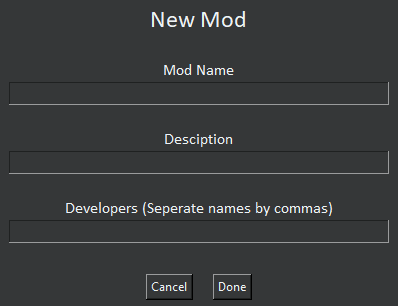 New Mod
Mod Name
Desciption
Developers (Seperate names by commas)
Cancel Done